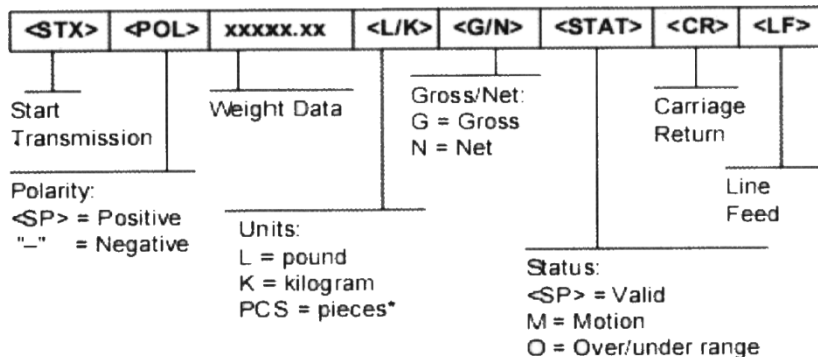 <STX> <POL> xxxxx.xx <L/K> <G/N> <STAT> <CR> <LF>
Start
Transmission
Polarity:
<SP> = Positive
"–" = Negative
Weight Data
Units:
L = pound
K = kilogram
PCS = pieces*
Gross/Net:
G = Gross
N = Net
Status:
<SP> = Valid
M = Motion
O = Over/under range
Carriage
Return
Line
Feed